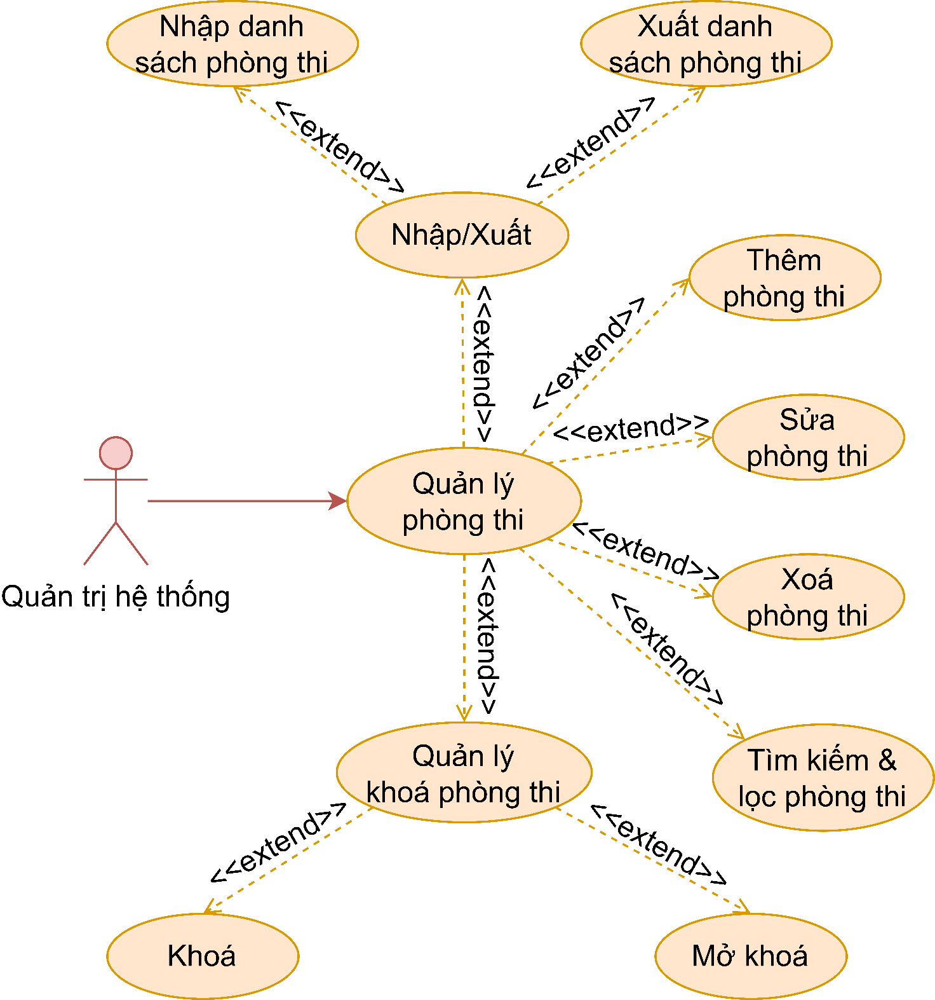 Nhập danh
sách phòng thi
Xuất danh
sách phòng thi
<<extend>>
<<extend>>
Nhập/Xuất
<<extend>>
Thêm
phòng thi
<<extend>>
Sửa
phòng thi
<<extend>>
Quản lý
phòng thi
<<extend>>
Xoá
phòng thi
Quản trị hệ thống
<<extend>>
<<extend>>
Tìm kiếm &
lọc phòng thi
Quản lý
khoá phòng thi
<<extend>>
<<extend>>
Khoá
Mở khoá